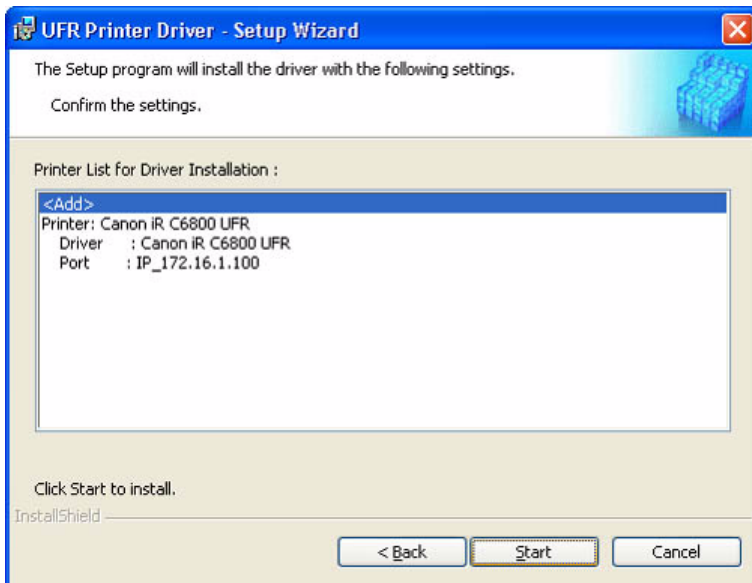 UFR Printer Driver - Setup Wizard
The Setup program will install the driver with the following settings.
Confirm the settings.
Printer List for Driver Installation :
<Add>
Printer: Canon iR C6800 UFR
Driver : Canon iR C6800 UFR
Port : IP_172.16.1.100
Click Start to install.
InstallShield
< Back
Start
Cancel